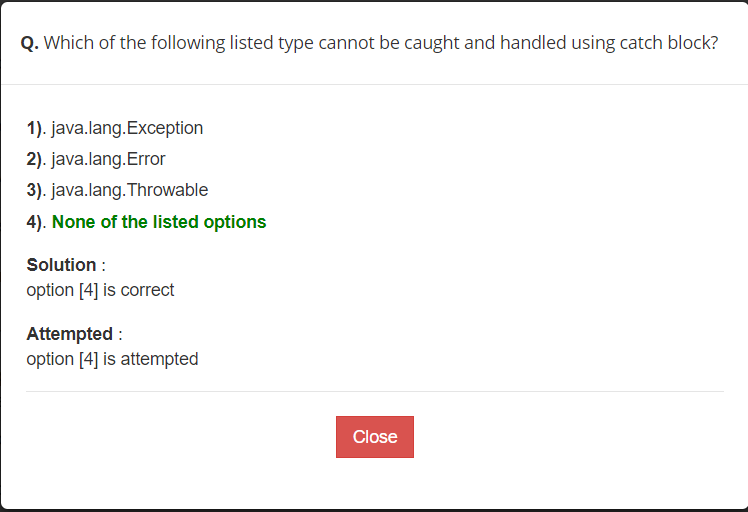 Q. Which of the following listed type cannot be caught and handled using catch block?
1). java.lang.Exception
2). java.lang.Error
3). java.lang.Throwable
4). None of the listed options
Solution :
option [4] is correct
Attempted :
option [4] is attempted
Close